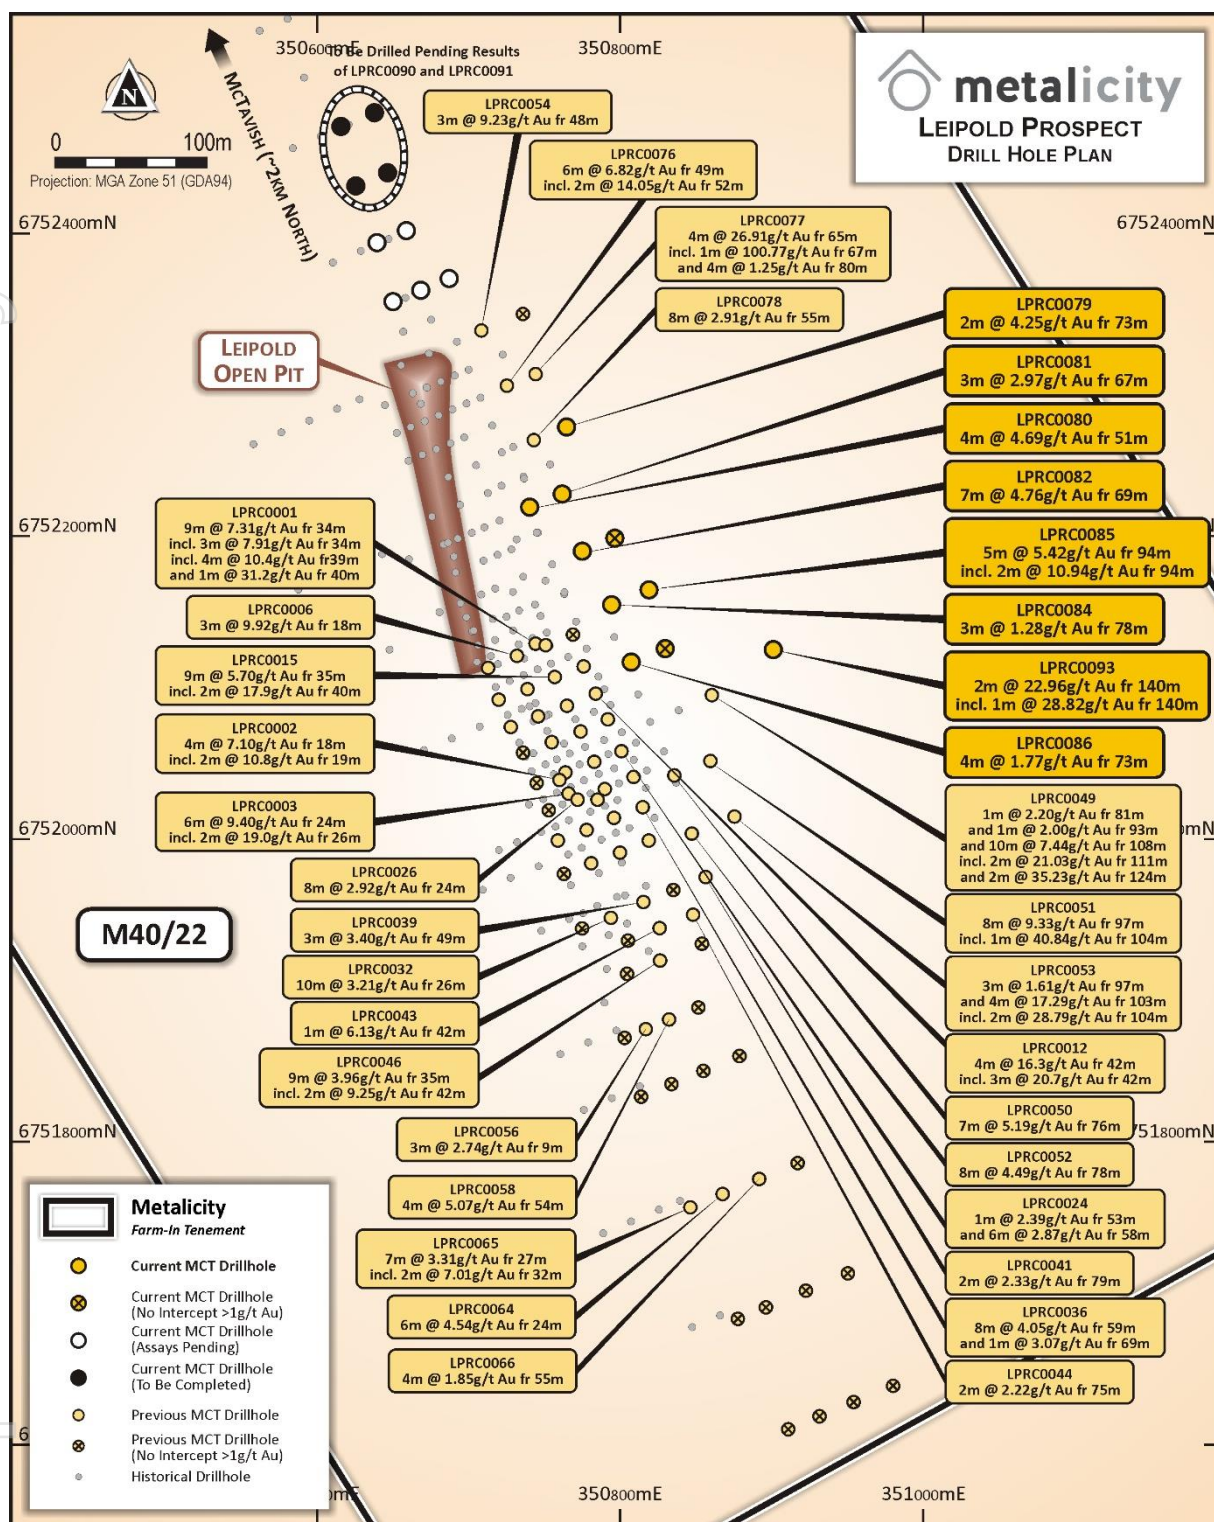 350600mE
350800mE
To Be Drilled Pending Results
of LPRC0090 and LPRC0091
metalicity
LEIPOLD PROSPECT
DRILL HOLE PLAN
N
0 100m
Projection: MGA Zone 51 (GDA94)
MCTAVISH (~2KM NORTH)
6752400mN
6752400mN
LPRC0054
3m @ 9.23g/t Au fr 48m
LPRC0076
6m @ 6.82g/t Au fr 49m
incl. 2m @ 14.05g/t Au fr 52m
LPRC0077
4m @ 26.91g/t Au fr 65m
incl. 1m @ 100.77g/t Au fr 67m
and 4m @ 1.25g/t Au fr 80m
LPRC0078
8m @ 2.91g/t Au fr 55m
LEIPOLD
OPEN PIT
LPRC0079
2m @ 4.25g/t Au fr 73m
LPRC0081
3m @ 2.97g/t Au fr 67m
LPRC0080
4m @ 4.69g/t Au fr 51m
LPRC0082
7m @ 4.76g/t Au fr 69m
LPRC0085
5m @ 5.42g/t Au fr 94m
incl. 2m @ 10.94g/t Au fr 94m
LPRC0084
3m @ 1.28g/t Au fr 78m
LPRC0093
2m @ 22.96g/t Au fr 140m
incl. 1m @ 28.82g/t Au fr 140m
LPRC0086
4m @ 1.77g/t Au fr 73m
6752200mN
LPRC0001
9m @ 7.31g/t Au fr 34m
incl. 3m @ 7.91g/t Au fr 34m
incl. 4m @ 10.4g/t Au fr39m
and 1m @ 31.2g/t Au fr 40m
LPRC0006
3m @ 9.92g/t Au fr 18m
LPRC0015
9m @ 5.70g/t Au fr 35m
incl. 2m @ 17.9g/t Au fr 40m
LPRC0002
4m @ 7.10g/t Au fr 18m
incl. 2m @ 10.8g/t Au fr 19m
LPRC0003
6m @ 9.40g/t Au fr 24m
incl. 2m @ 19.0g/t Au fr 26m
6752000mN
LPRC0026
8m @ 2.92g/t Au fr 24m
LPRC0039
3m @ 3.40g/t Au fr 49m
LPRC0032
10m @ 3.21g/t Au fr 26m
LPRC0043
1m @ 6.13g/t Au fr 42m
LPRC0046
9m @ 3.96g/t Au fr 35m
incl. 2m @ 9.25g/t Au fr 42m
M40/22
LPRC0049
1m @ 2.20g/t Au fr 81m
and 1m @ 2.00g/t Au fr 93m
and 10m @ 7.44g/t Au fr 108m
incl. 2m @ 21.03g/t Au fr 111m
and 2m @ 35.23g/t Au fr 124m
LPRC0051
8m @ 9.33g/t Au fr 97m
incl. 1m @ 40.84g/t Au fr 104m
LPRC0053
3m @ 1.61g/t Au fr 97m
and 4m @ 17.29g/t Au fr 103m
incl. 2m @ 28.79g/t Au fr 104m
LPRC0012
4m @ 16.3g/t Au fr 42m
incl. 3m @ 20.7g/t Au fr 42m
LPRC0050
7m @ 5.19g/t Au fr 76m
LPRC0052
8m @ 4.49g/t Au fr 78m
LPRC0024
1m @ 2.39g/t Au fr 53m
and 6m @ 2.87g/t Au fr 58m
LPRC0041
2m @ 2.33g/t Au fr 79m
LPRC0036
8m @ 4.05g/t Au fr 59m
and 1m @ 3.07g/t Au fr 69m
LPRC0044
2m @ 2.22g/t Au fr 75m
6751800mN
751800mN
LPRC0056
3m @ 2.74g/t Au fr 9m
LPRC0058
4m @ 5.07g/t Au fr 54m
LPRC0065
7m @ 3.31g/t Au fr 27m
incl. 2m @ 7.01g/t Au fr 32m
LPRC0064
6m @ 4.54g/t Au fr 24m
LPRC0066
4m @ 1.85g/t Au fr 55m
Metalicity
Farm-In Tenement
Current MCT Drillhole
Current MCT Drillhole
(No Intercept >1g/t Au)
Current MCT Drillhole
(Assays Pending)
Current MCT Drillhole
(To Be Completed)
Previous MCT Drillhole
Previous MCT Drillhole
(No Intercept >1g/t Au)
Historical Drillhole
350800mE
351000mE